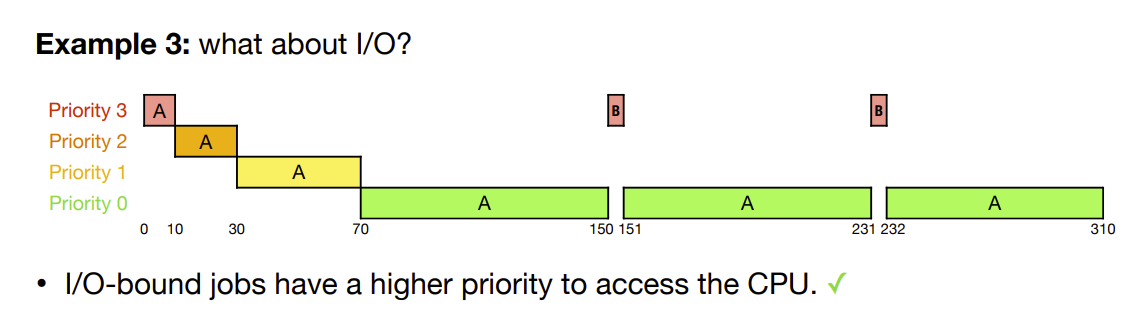 Example 3: what about I/O?
Priority 3 A B B
Priority 2 A
Priority 1 A
Priority 0 A A A
0 10 30 70 150 151 231 232 310
• I/O-bound jobs have a higher priority to access the CPU. ✓